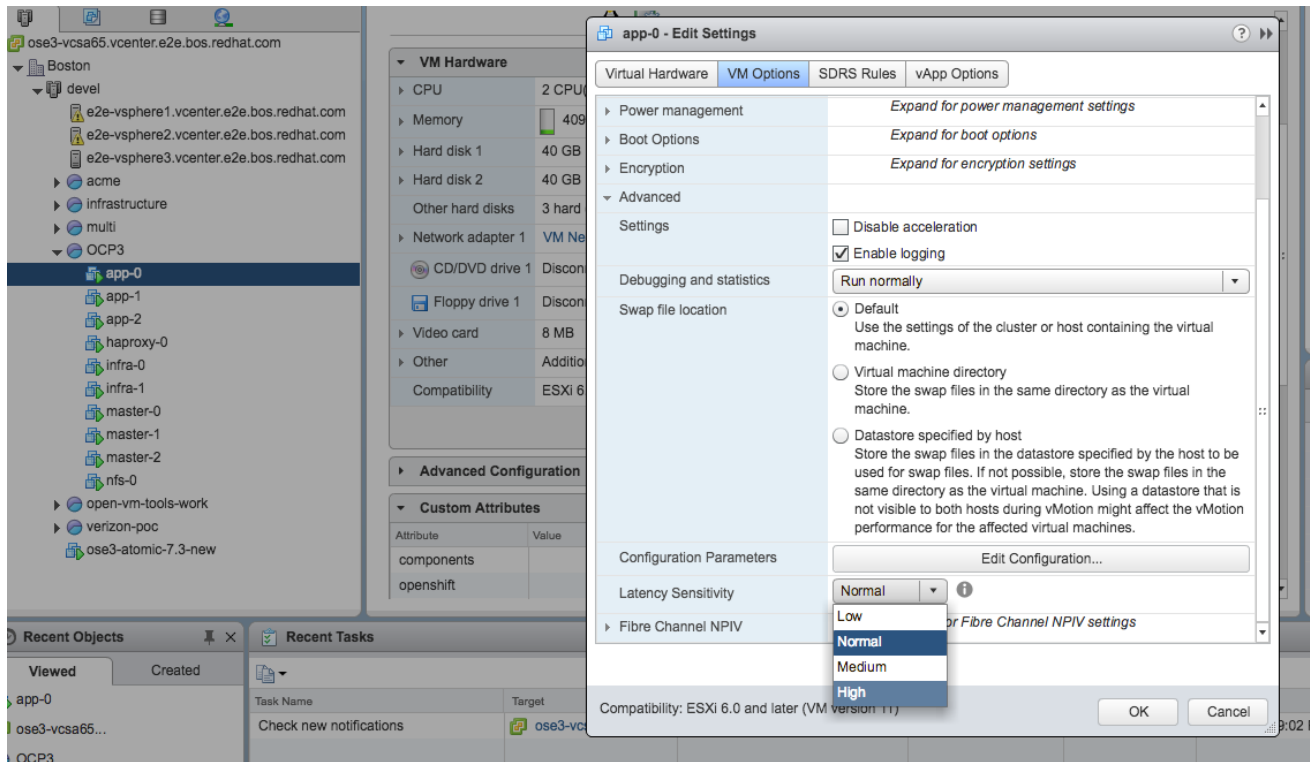 ose3-vcsa65.vcenter.e2e.bos.redhat.com
Boston
devel
e2e-vsphere1.vcenter.e2e.bos.redhat.com
e2e-vsphere2.vcenter.e2e.bos.redhat.com
e2e-vsphere3.vcenter.e2e.bos.redhat.com
acme
infrastructure
multi
OCP3
app-0
app-1
app-2
haproxy-0
infra-0
infra-1
master-0
master-1
master-2
nfs-0
open-vm-tools-work
verizon-poc
ose3-atomic-7.3-new
VM Hardware
CPU 2 CPU(
Memory 409
Hard disk 1 40 GB
Hard disk 2 40 GB
Other hard disks 3 hard
Network adapter 1 VM Ne
CD/DVD drive 1 Discon
Floppy drive 1 Discon
Video card 8 MB
Other Additio
Compatibility ESXi 6
Advanced Configuration
Custom Attributes
Attribute Value
components
openshift
app-0 - Edit Settings
Virtual Hardware VM Options SDRS Rules vApp Options
Power management Expand for power management settings
Boot Options Expand for boot options
Encryption Expand for encryption settings
Advanced
Settings Disable acceleration
Enable logging
Debugging and statistics Run normally
Swap file location Default
Use the settings of the cluster or host containing the virtual
machine.
Virtual machine directory
Store the swap files in the same directory as the virtual
machine.
Datastore specified by host
Store the swap files in the datastore specified by the host to be
used for swap files. If not possible, store the swap files in the
same directory as the virtual machine. Using a datastore that is
not visible to both hosts during vMotion might affect the vMotion
performance for the affected virtual machines.
Configuration Parameters Edit Configuration...
Latency Sensitivity Normal
Low
Normal
Medium
High
Fibre Channel NPIV or Fibre Channel NPIV settings
Compatibility: ESXi 6.0 and later (VM version 11)
OK Cancel
Recent Objects
Viewed Created
app-0
ose3-vcsa65...
OCP3
Recent Tasks
Task Name Target
Check new notifications ose3-vcs
9:02